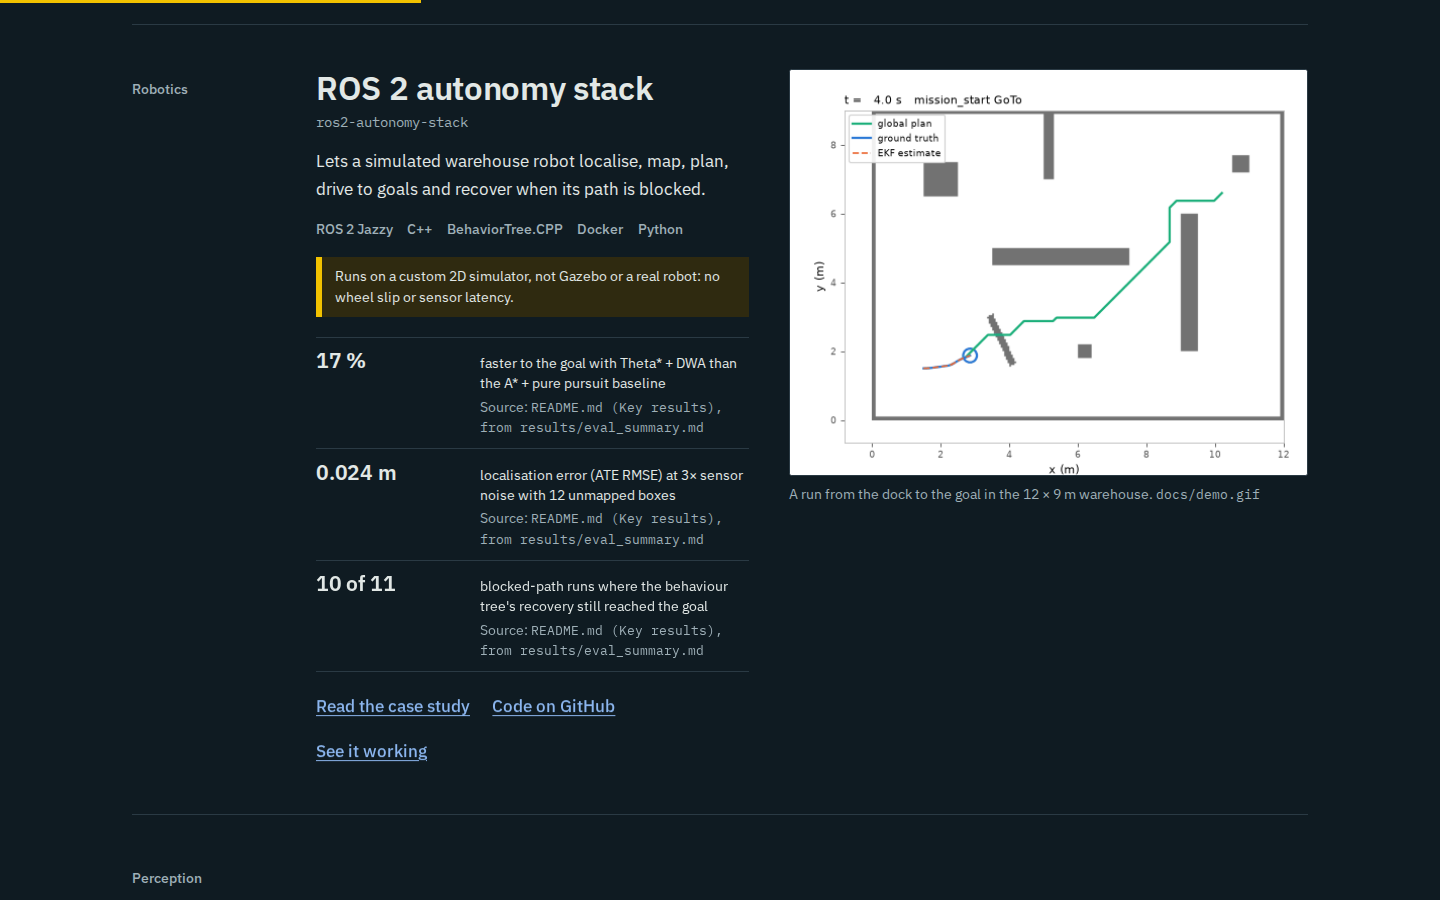 Robotics
ROS 2 autonomy stack
ros2-autonomy-stack
Lets a simulated warehouse robot localise, map, plan,
drive to goals and recover when its path is blocked.
ROS 2 Jazzy C++ BehaviorTree.CPP Docker Python
Runs on a custom 2D simulator, not Gazebo or a real robot: no
wheel slip or sensor latency.
17 %
faster to the goal with Theta* + DWA than
the A* + pure pursuit baseline
Source: README.md (Key results),
from results/eval_summary.md
0.024 m
localisation error (ATE RMSE) at 3× sensor
noise with 12 unmapped boxes
Source: README.md (Key results),
from results/eval_summary.md
10 of 11
blocked-path runs where the behaviour
tree's recovery still reached the goal
Source: README.md (Key results),
from results/eval_summary.md
Read the case study Code on GitHub
See it working
t = 4.0 s mission_start GoTo
global plan
ground truth
EKF estimate
y (m)
8
6
4
2
0
0 2 4 6 8 10 12
x (m)
A run from the dock to the goal in the 12 × 9 m warehouse. docs/demo.gif
Perception